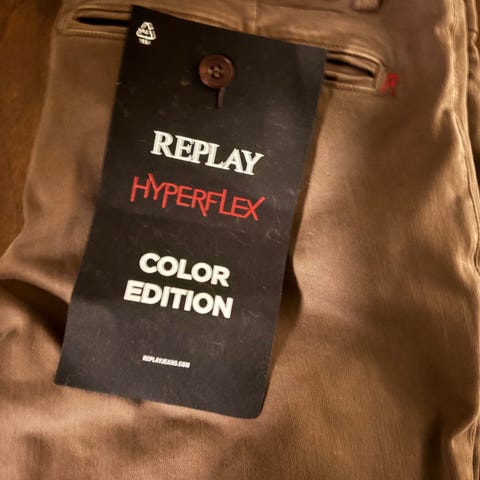 REPLAY
HYPERFLEX
COLOR
EDITION
REPLAYJEANS.COM